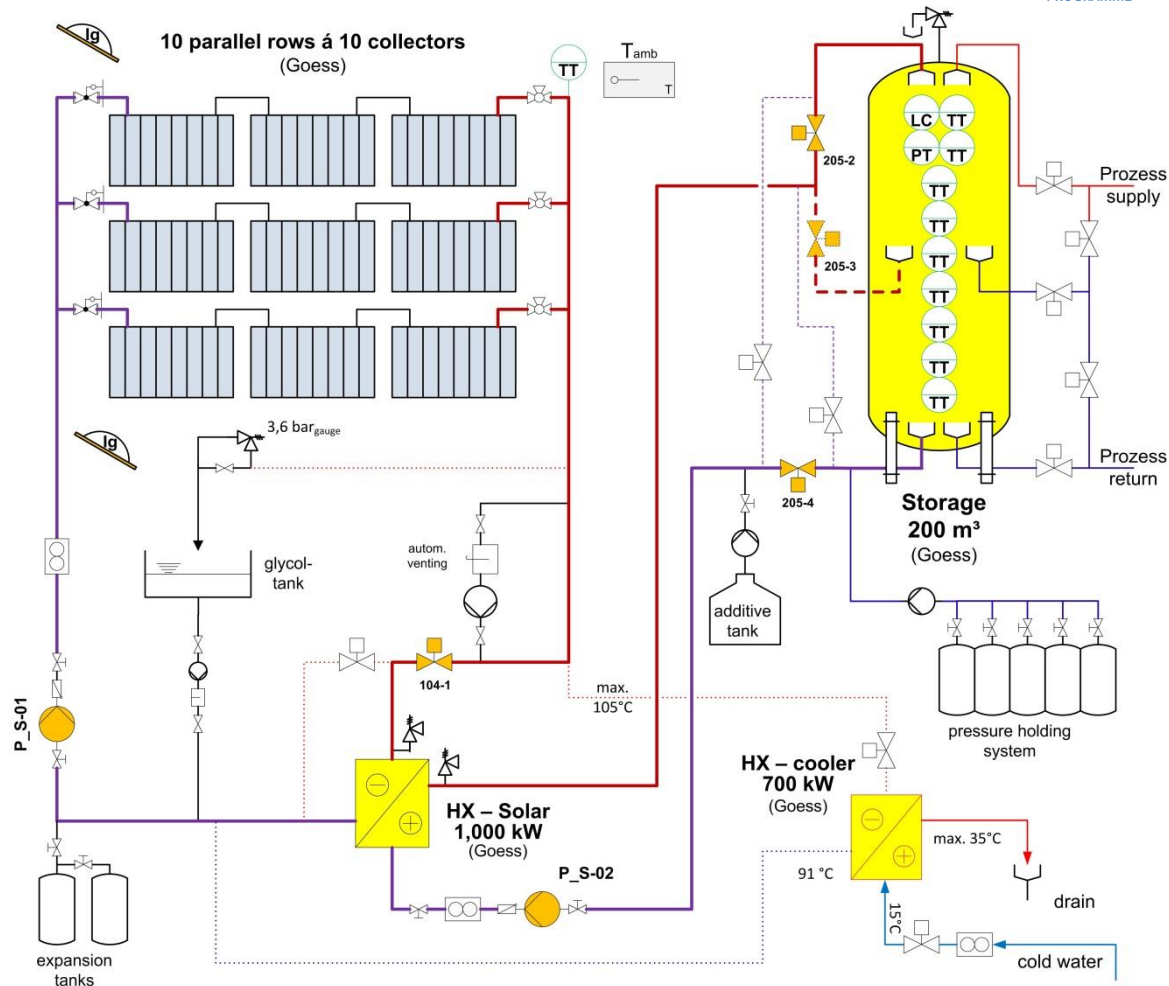 PROGRAMME
Ig
10 parallel rows á 10 collectors
(Goess)
TT
T amb
T
205-2
LC TT
PT TT
TT
TT
TT
TT
TT
TT
TT
Prozess
supply
205-3
Ig
3,6 bar gauge
glycol-
tank
autom.
venting
104-1
max.
105°C
205-4
additive
tank
Storage
200 m³
(Goess)
Prozess
return
pressure holding
system
P_S-01
HX – Solar
1,000 kW
(Goess)
P_S-02
HX – cooler
700 kW
(Goess)
max. 35°C
91 °C
15°C
drain
cold water
expansion
tanks